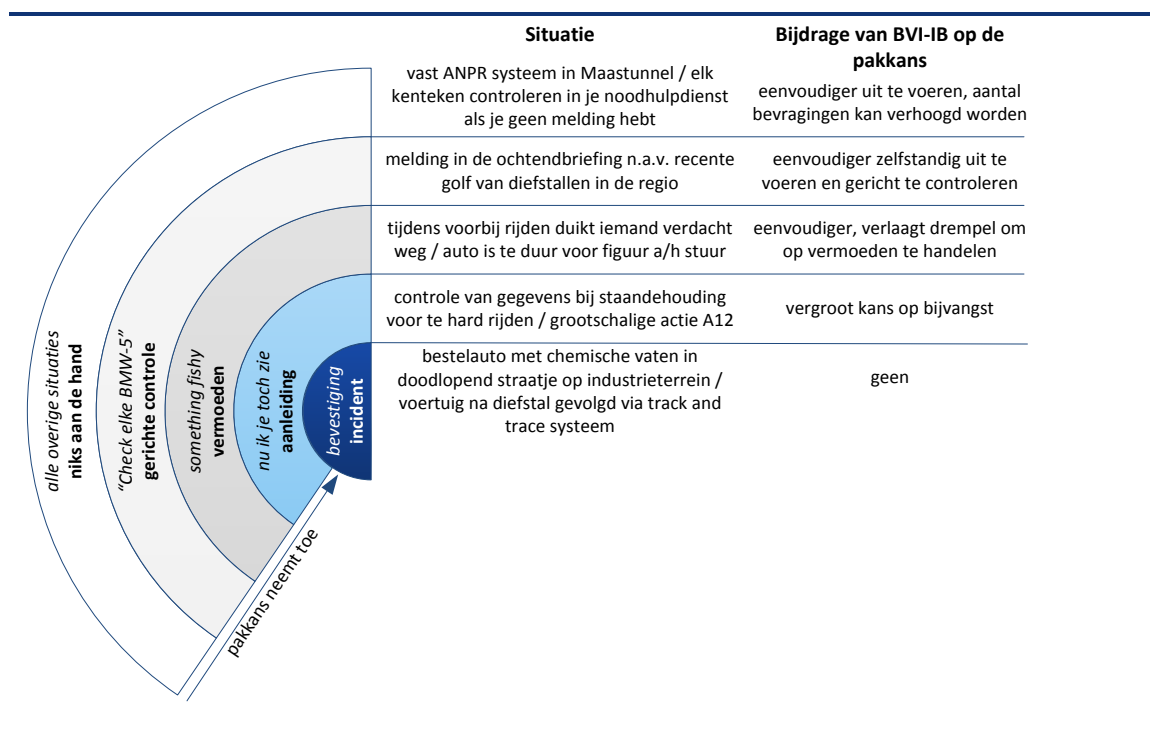 Situatie
Bijdrage van BVI-IB op de
pakkans
vast ANPR systeem in Maastunnel / elk
kenteken controleren in je noodhulpdienst
als je geen melding hebt
eenvoudiger uit te voeren, aantal
bevragingen kan verhoogd worden
melding in de ochtendbriefing n.a.v. recente
golf van diefstallen in de regio
eenvoudiger zelfstandig uit te
voeren en gericht te controleren
tijdens voorbij rijden duikt iemand verdacht
weg / auto is te duur voor figuur a/h stuur
eenvoudiger, verlaagt drempel om
op vermoeden te handelen
controle van gegevens bij staandehouding
voor te hard rijden / grootschalige actie A12
vergroot kans op bijvangst
bestelauto met chemische vaten in
doodlopend straatje op industrieterrein /
voertuig na diefstal gevolgd via track and
trace systeem
geen
alle overige situaties
niks aan de hand
“Check elke BMW-5”
gerichte controle
something fishy
vermoeden
nu ik je toch zie
aanleiding
bevestiging
incident
pakkans neemt toe